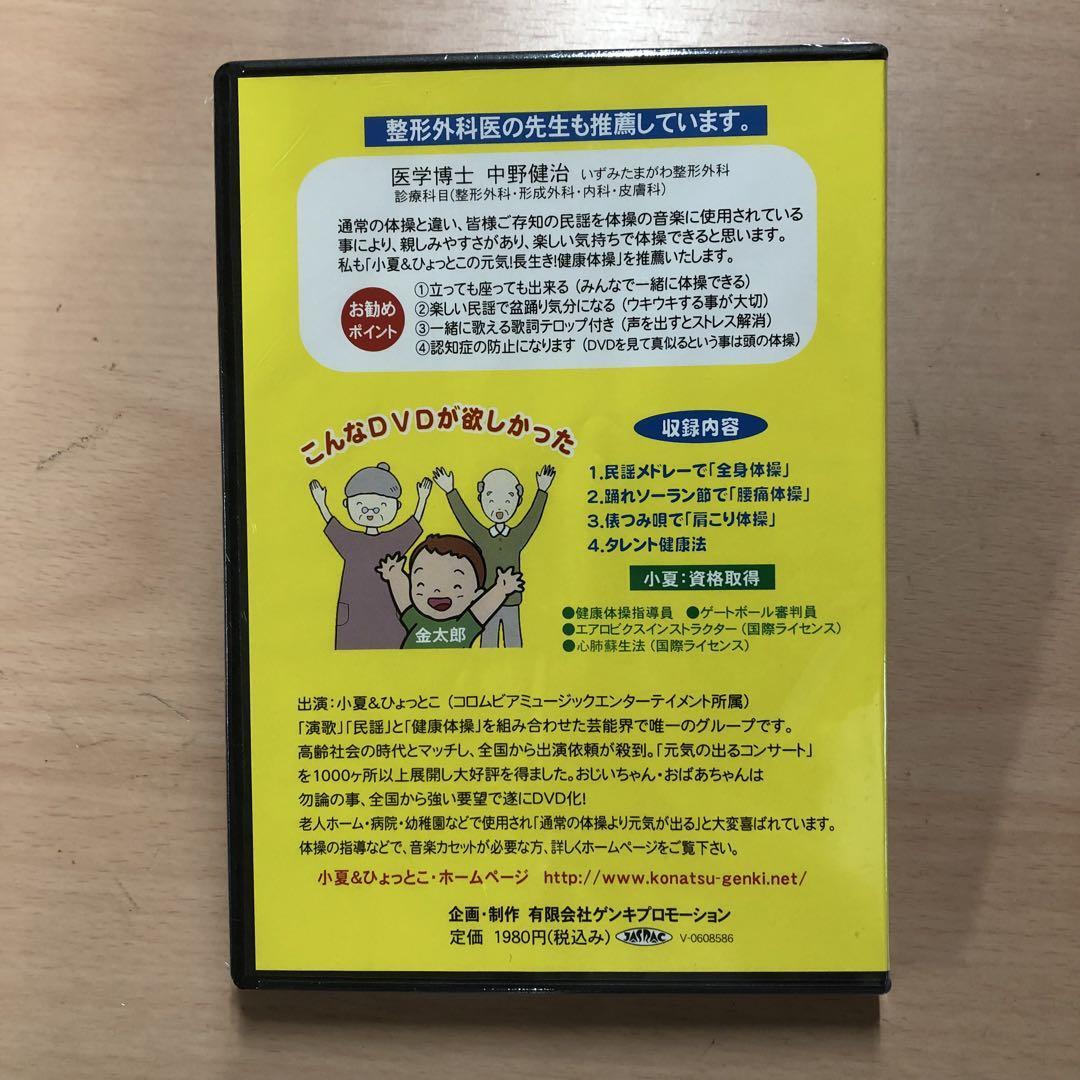 整形外科医の先生も推薦しています。
医学博士 中野健治 いずみたまがわ整形外科
診療科目(整形外科・形成外科・内科・皮膚科)
通常の体操と違い、皆様ご存知の民謡を体操の音楽に使用されている
事により、親しみやすさがあり、楽しい気持ちで体操できると思います。
私も「小夏&ひょっとこの元気!長生き!健康体操」を推薦いたします。
お勧め
ポイント
①立っても座っても出来る (みんなで一緒に体操できる)
②楽しい民謡で盆踊り気分になる (ウキウキする事が大切)
③一緒に歌える歌詞テロップ付き (声を出すとストレス解消)
④認知症の防止になります (DVDを見て真似るという事は頭の体操)
こんなDVDが欲しかった
金太郎
収録内容
1.民謡メドレーで「全身体操」
2.踊れソーラン節で「腰痛体操」
3.俵つみ唄で「肩こり体操」
4.タレント健康法
小夏:資格取得
●健康体操指導員 ●ゲートボール審判員
●エアロビクスインストラクター (国際ライセンス)
●心肺蘇生法 (国際ライセンス)
出演:小夏&ひょっとこ (コロムビアミュージックエンターテイメント所属)
「演歌」「民謡」と「健康体操」を組み合わせた芸能界で唯一のグループです。
高齢社会の時代とマッチし、全国から出演依頼が殺到。「元気の出るコンサート」
を1000ヶ所以上展開し大好評を得ました。おじいちゃん・おばあちゃんは
勿論の事、全国から強い要望で遂にDVD化!
老人ホーム・病院・幼稚園などで使用され「通常の体操より元気が出る」と大変喜ばれています。
体操の指導などで、音楽カセットが必要な方、詳しくホームページをご覧下さい。
小夏&ひょっとこ・ホームページ http://www.konatsu-genki.net/
企画・制作 有限会社ゲンキプロモーション
定価 1980円(税込み) JASRAC V-0608586